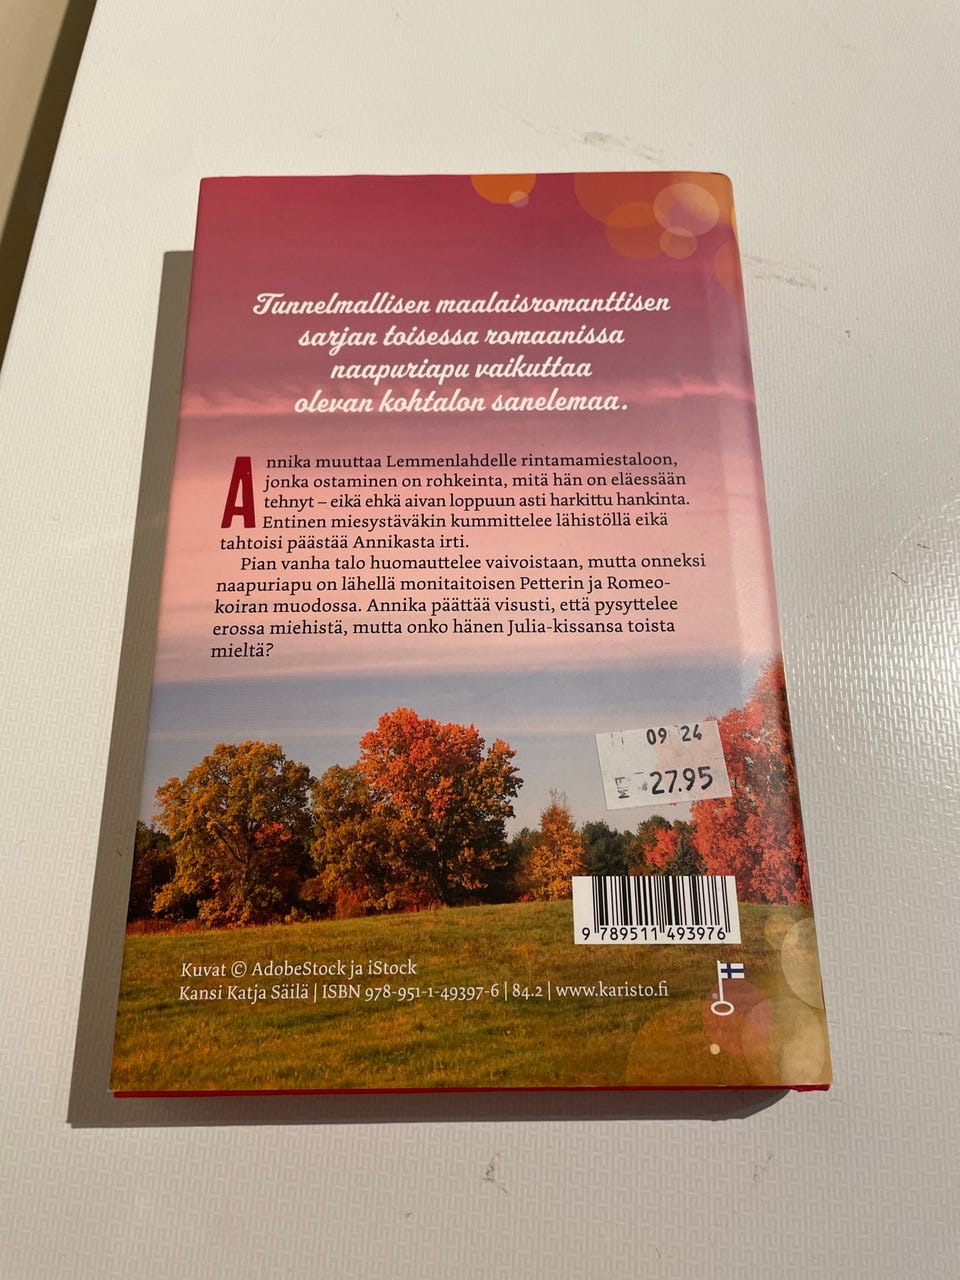 Tunnelmallisen maalaisromanttisen
sarjan toisessa romaanissa
naapuriapu vaikuttaa
olevan kohtalon sanelemaa.
Annika muuttaa Lemmenlahdelle rintamamiestaloon,
jonka ostaminen on rohkeinta, mitä hän on eläessään
tehnyt – eikä ehkä aivan loppuun asti harkittu hankinta.
Entinen miesystäväkin kummittelee lähistöllä eikä
tahtoisi päästää Annikasta irti.
Pian vanha talo huomauttelee vaivoistaan, mutta onneksi
naapuriapu on lähellä monitaitoisen Petterin ja Romeo-
koiran muodossa. Annika päättää visusti, että pysyttelee
erossa miehistä, mutta onko hänen Julia-kissansa toista
mieltä?
09 24
27.95
9 789511 493976
Kuvat © AdobeStock ja iStock
Kansi Katja Säilä | ISBN 978-951-1-49397-6 | 84.2 | www.karisto.fi